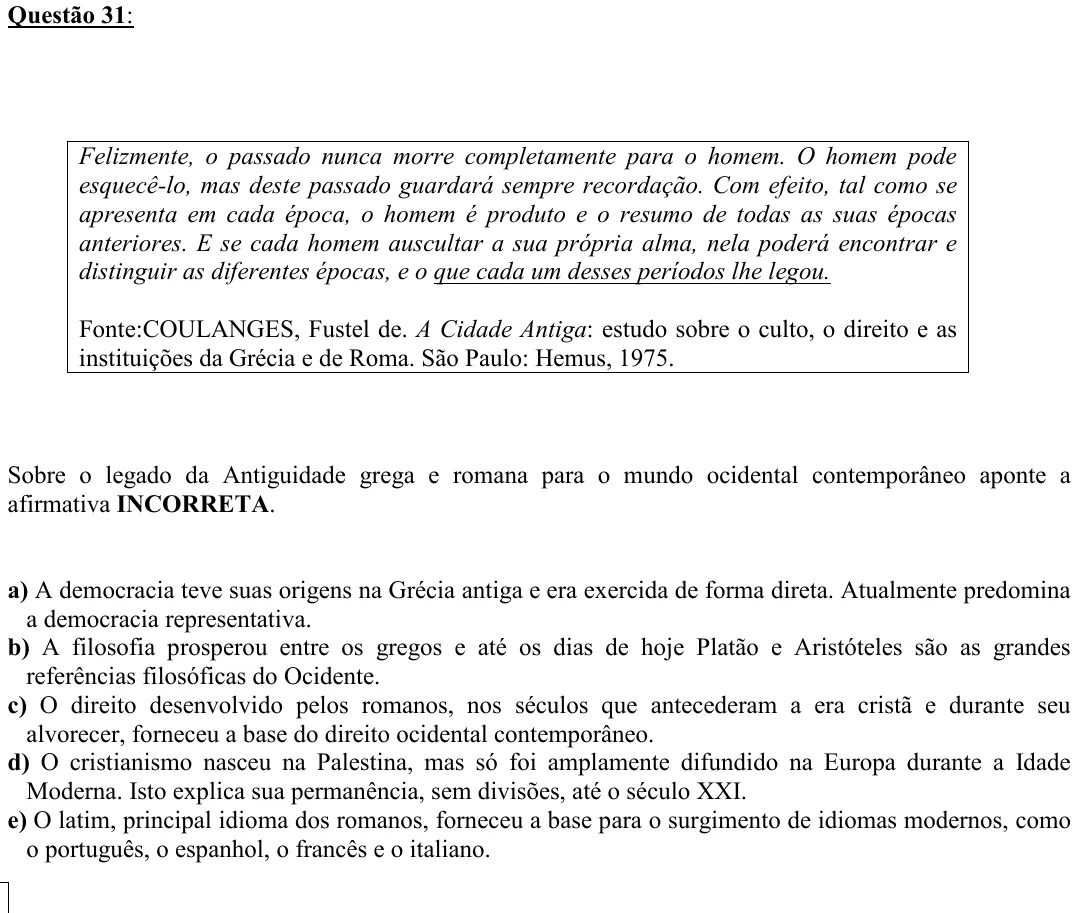 Questão 31:
Felizmente, o passado nunca morre completamente para o homem. O homem pode
esquecê-lo, mas deste passado guardará sempre recordação. Com efeito, tal como se
apresenta em cada época, o homem é produto e o resumo de todas as suas épocas
anteriores. E se cada homem auscultar a sua própria alma, nela poderá encontrar e
distinguir as diferentes épocas, e o que cada um desses períodos lhe legou.
Fonte:COULANGES, Fustel de. A Cidade Antiga: estudo sobre o culto, o direito e as
instituições da Grécia e de Roma. São Paulo: Hemus, 1975.
Sobre o legado da Antiguidade grega e romana para o mundo ocidental contemporâneo aponte a
afirmativa INCORRETA.
a) A democracia teve suas origens na Grécia antiga e era exercida de forma direta. Atualmente predomina
a democracia representativa.
b) A filosofia prosperou entre os gregos e até os dias de hoje Platão e Aristóteles são as grandes
referências filosóficas do Ocidente.
c) O direito desenvolvido pelos romanos, nos séculos que antecederam a era cristã e durante seu
alvorecer, forneceu a base do direito ocidental contemporâneo.
d) O cristianismo nasceu na Palestina, mas só foi amplamente difundido na Europa durante a Idade
Moderna. Isto explica sua permanência, sem divisões, até o século XXI.
e) O latim, principal idioma dos romanos, forneceu a base para o surgimento de idiomas modernos, como
o português, o espanhol, o francês e o italiano.